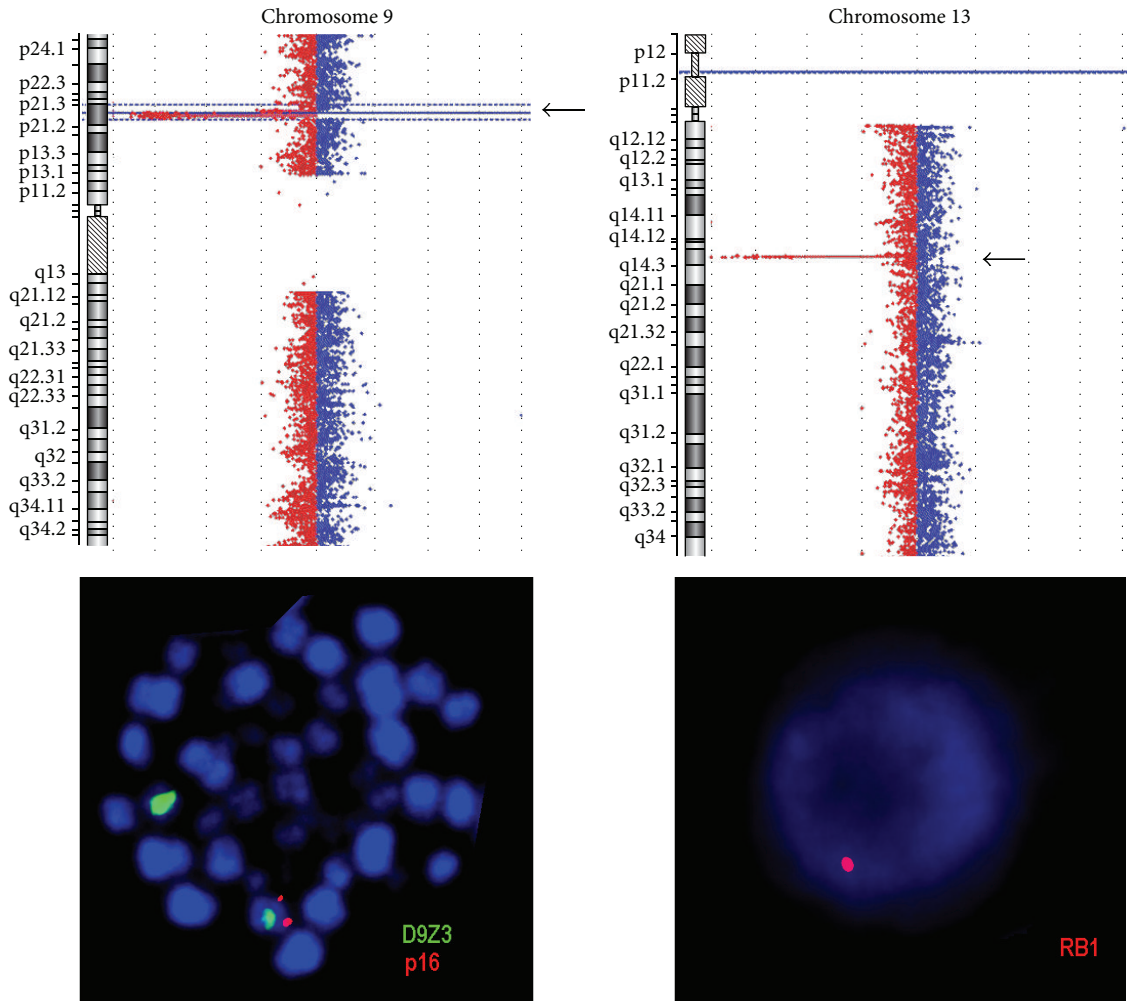 Chromosome 9
p24.1
p22.3
p21.3
p21.2
p13.3
p13.1
p11.2
q13
q21.12
q21.2
q21.33
q22.31
q22.33
q31.2
q32
q33.2
q34.11
q34.2
Chromosome 13
p12
p11.2
q12.12
q12.2
q13.1
q14.11
q14.12
q14.3
q21.1
q21.2
q21.32
q22.1
q31.1
q31.2
q32.1
q32.3
q33.2
q34
D9Z3
p16
RB1